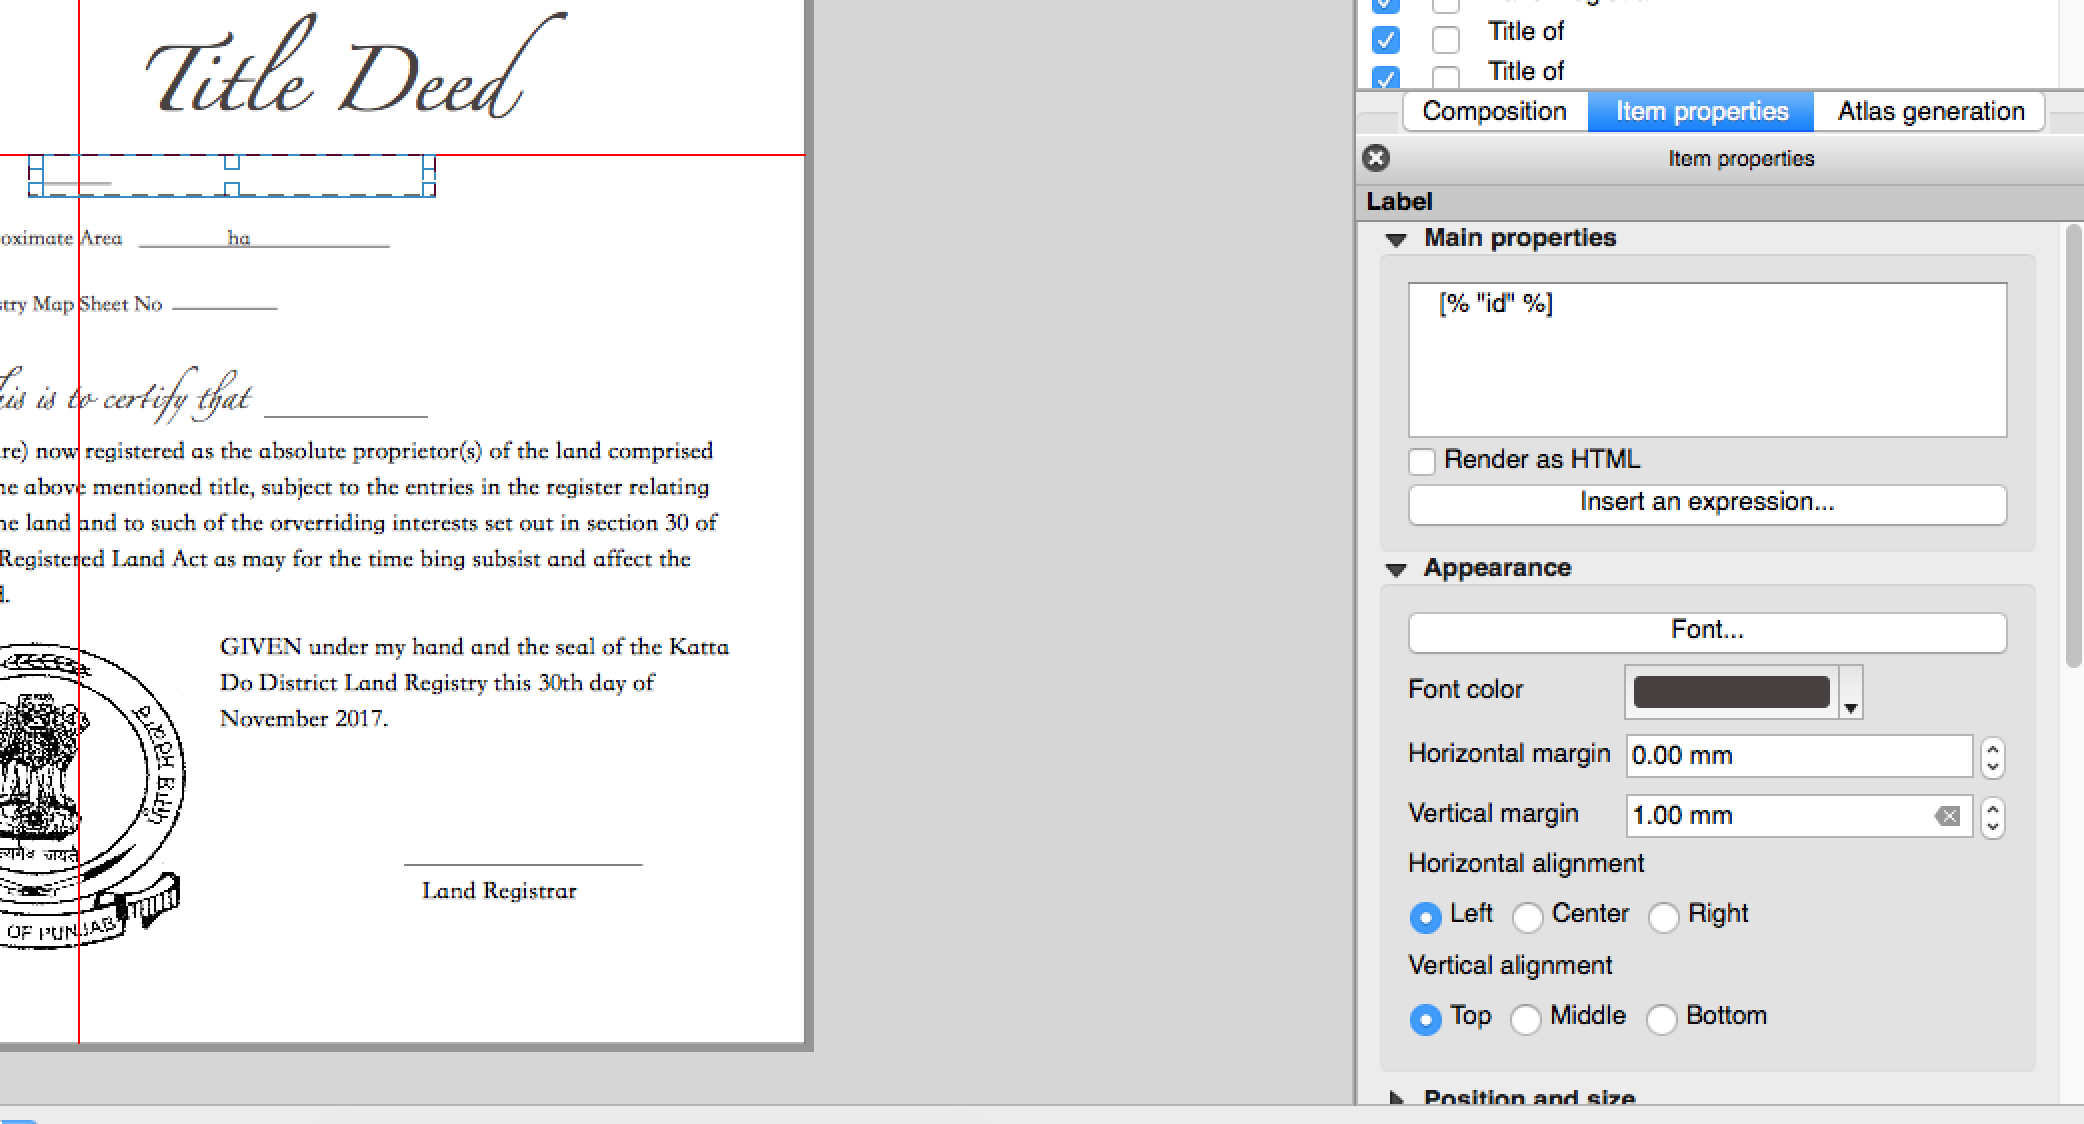 Title Deed
oximate Area ha
stry Map Sheet No
his is to certify that
re) now registered as the absolute proprietor(s) of the land comprised
he above mentioned title, subject to the entries in the register relating
he land and to such of the orverriding interests set out in section 30 of
Registered Land Act as may for the time bing subsist and affect the
GIVEN under my hand and the seal of the Katta
Do District Land Registry this 30th day of
November 2017.
OF PUNJAB
Land Registrar
Title of
Title of
Composition
Item properties
Atlas generation
Item properties
Label
Main properties
[% "id" %]
Render as HTML
Insert an expression...
Appearance
Font...
Font color
Horizontal margin 0.00 mm
Vertical margin 1.00 mm
Horizontal alignment
Left Center Right
Vertical alignment
Top Middle Bottom
Position and size